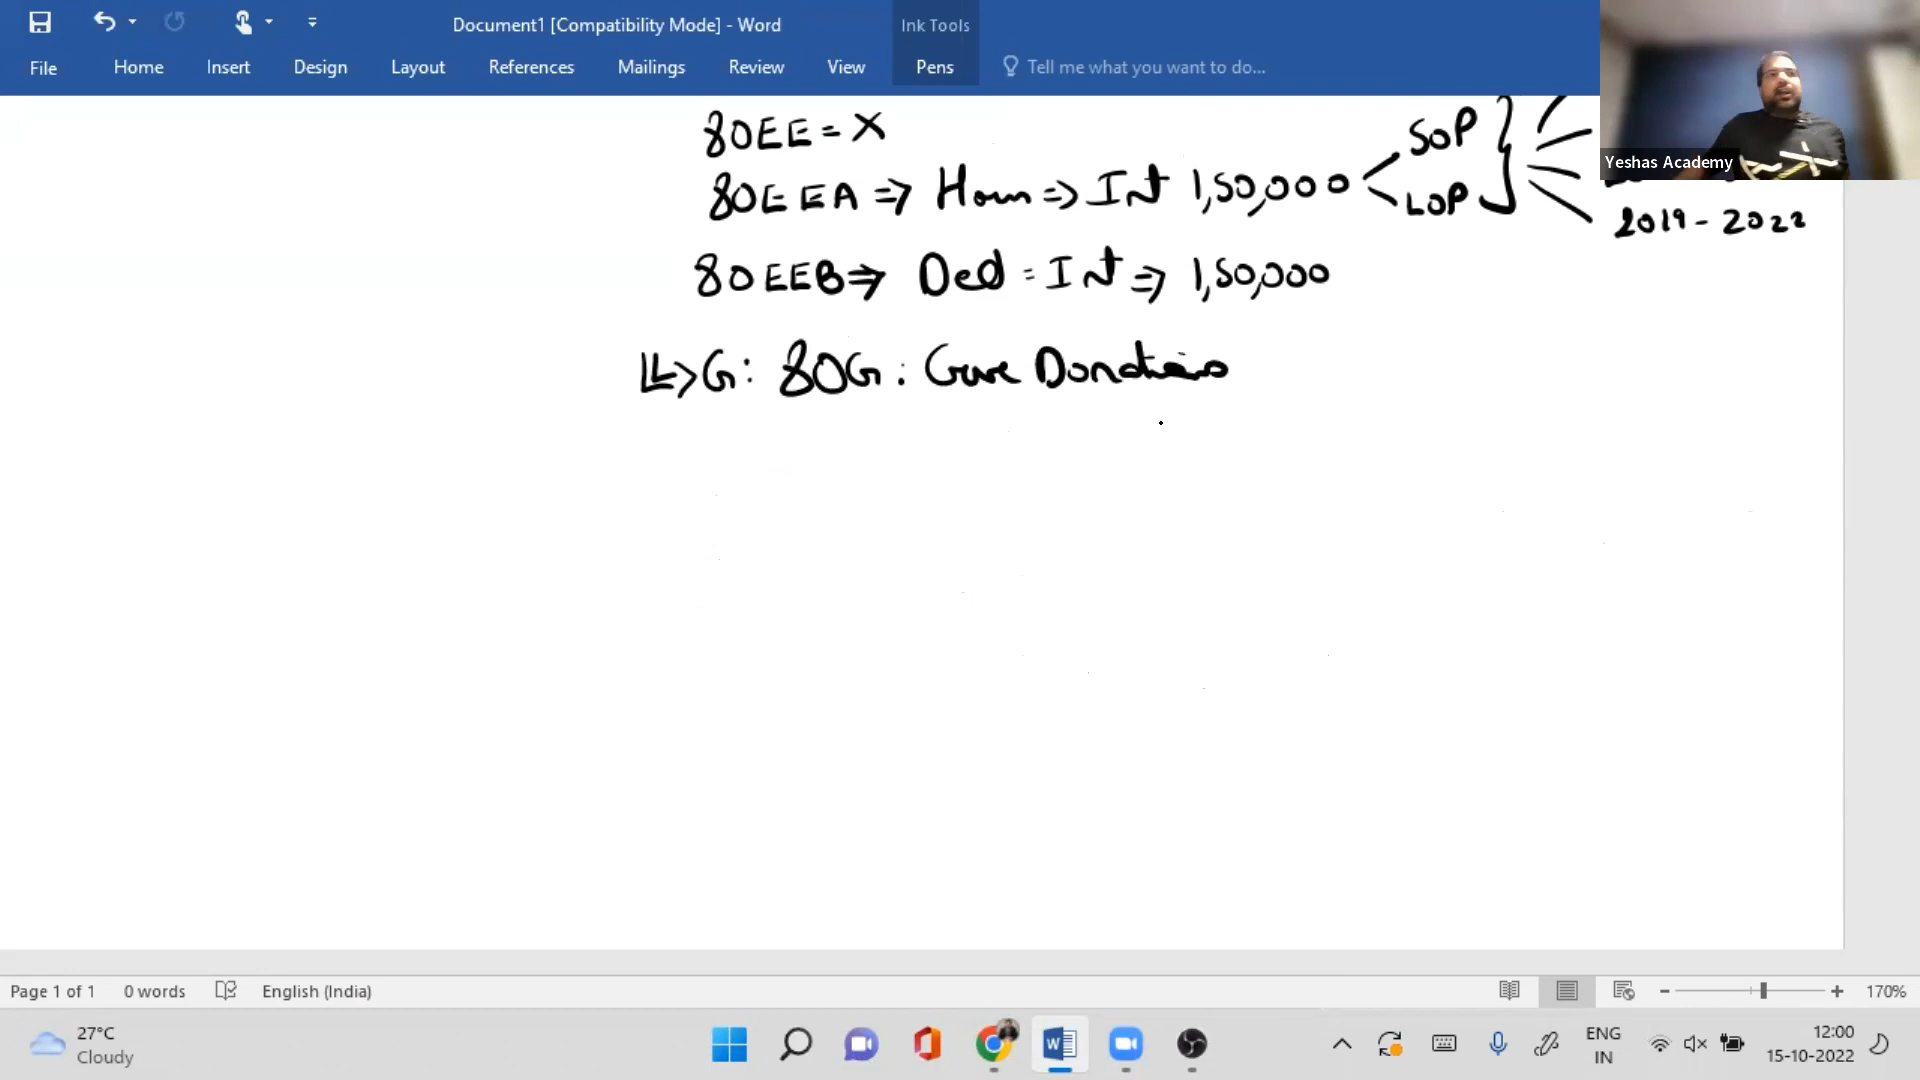 Document1 [Compatibility Mode] - Word
Ink Tools
File Home Insert Design Layout References Mailings Review View Pens Tell me what you want to do...
Yeshas Academy
80EE = X
SOP
80EEA => => Int 1,50,000
LOP
2019 - 2022
80EEB => Ded = Int => 1,50,000
G: 80G: Donations
Page 1 of 1 0 words English (India) 170%
27°C
Cloudy
ENG
IN
12:00
15-10-2022